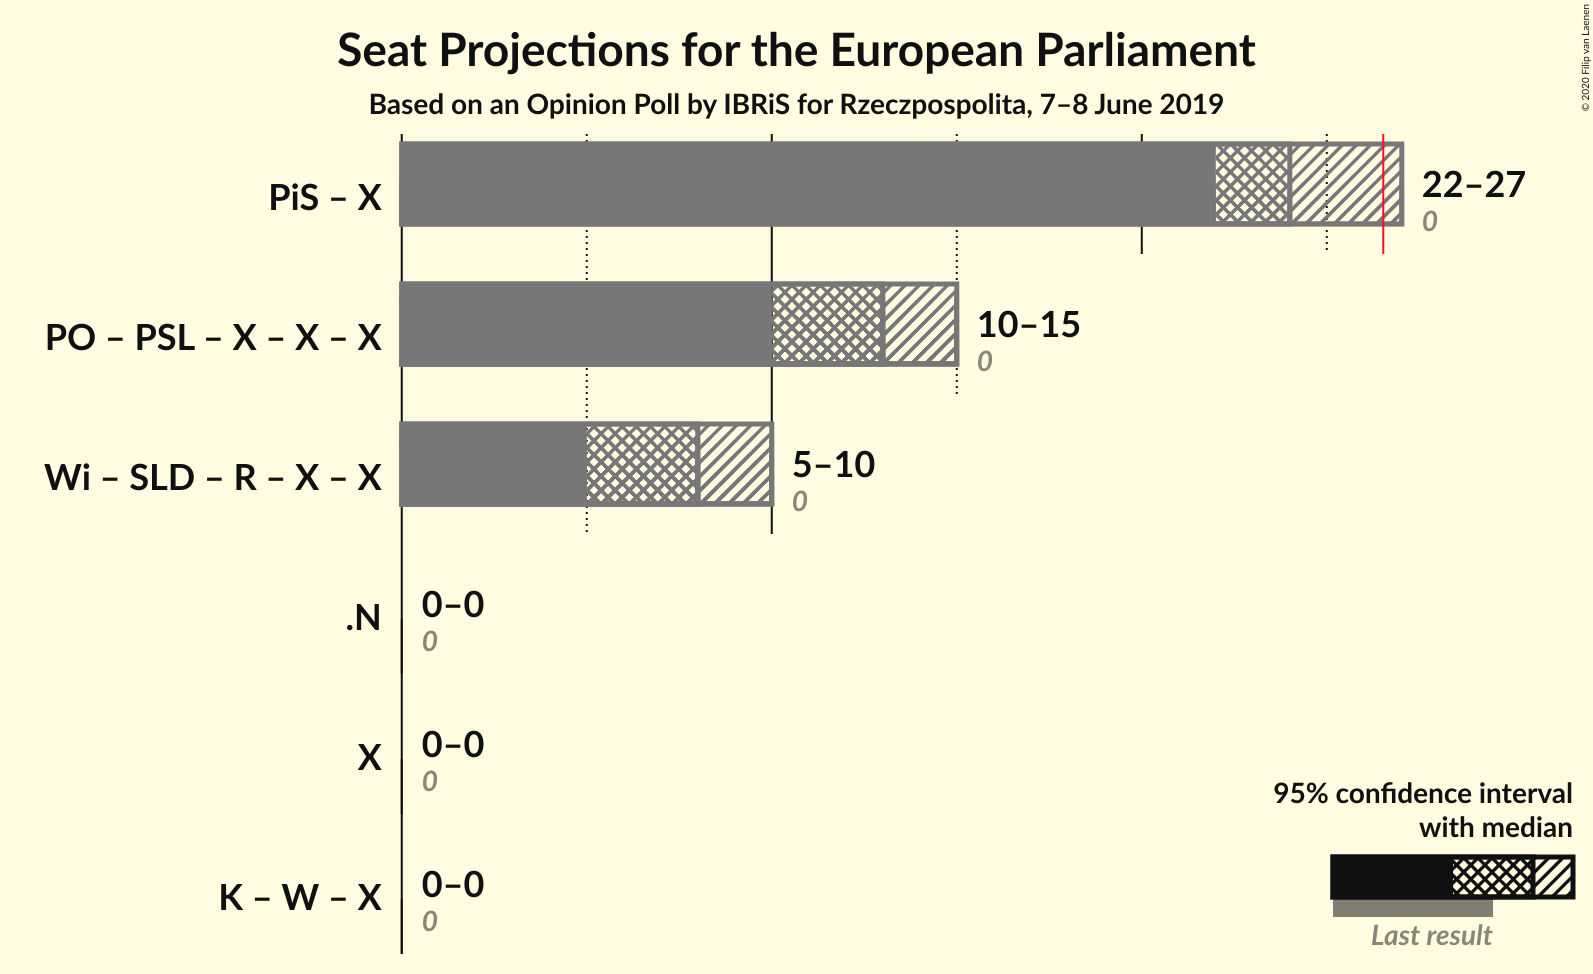 Seat Projections for the European Parliament
Based on an Opinion Poll by IBRiS for Rzeczpospolita, 7–8 June 2019
© 2020 Filip van Laenen
PiS – X
22–27
0
PO – PSL – X – X – X
10–15
0
Wi – SLD – R – X – X
5–10
0
.N
0–0
0
X
0–0
0
K – W – X
0–0
0
95% confidence interval
with median
Last result